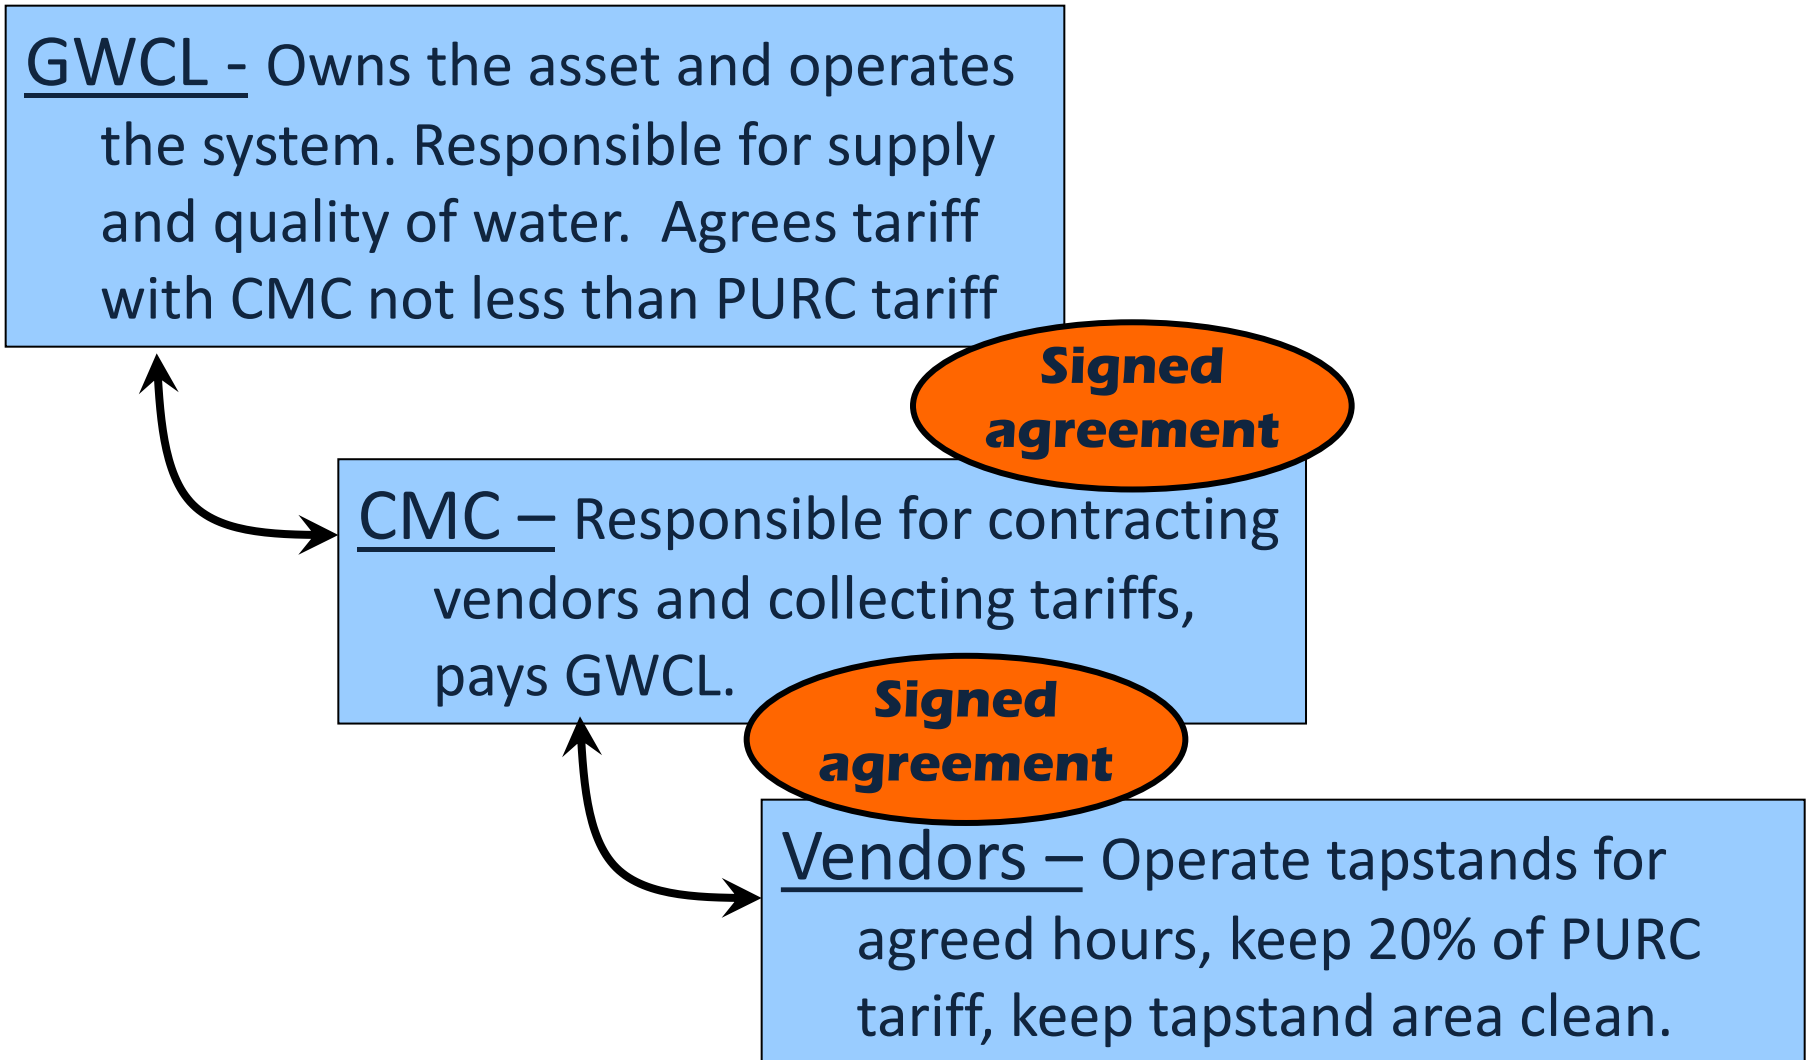 GWCL - Owns the asset and operates
the system. Responsible for supply
and quality of water.  Agrees tariff
with CMC not less than PURC tariff
Signed
agreement
CMC – Responsible for contracting
vendors and collecting tariffs,
pays GWCL.
Signed
agreement
Vendors – Operate tapstands for
agreed hours, keep 20% of PURC
tariff, keep tapstand area clean.